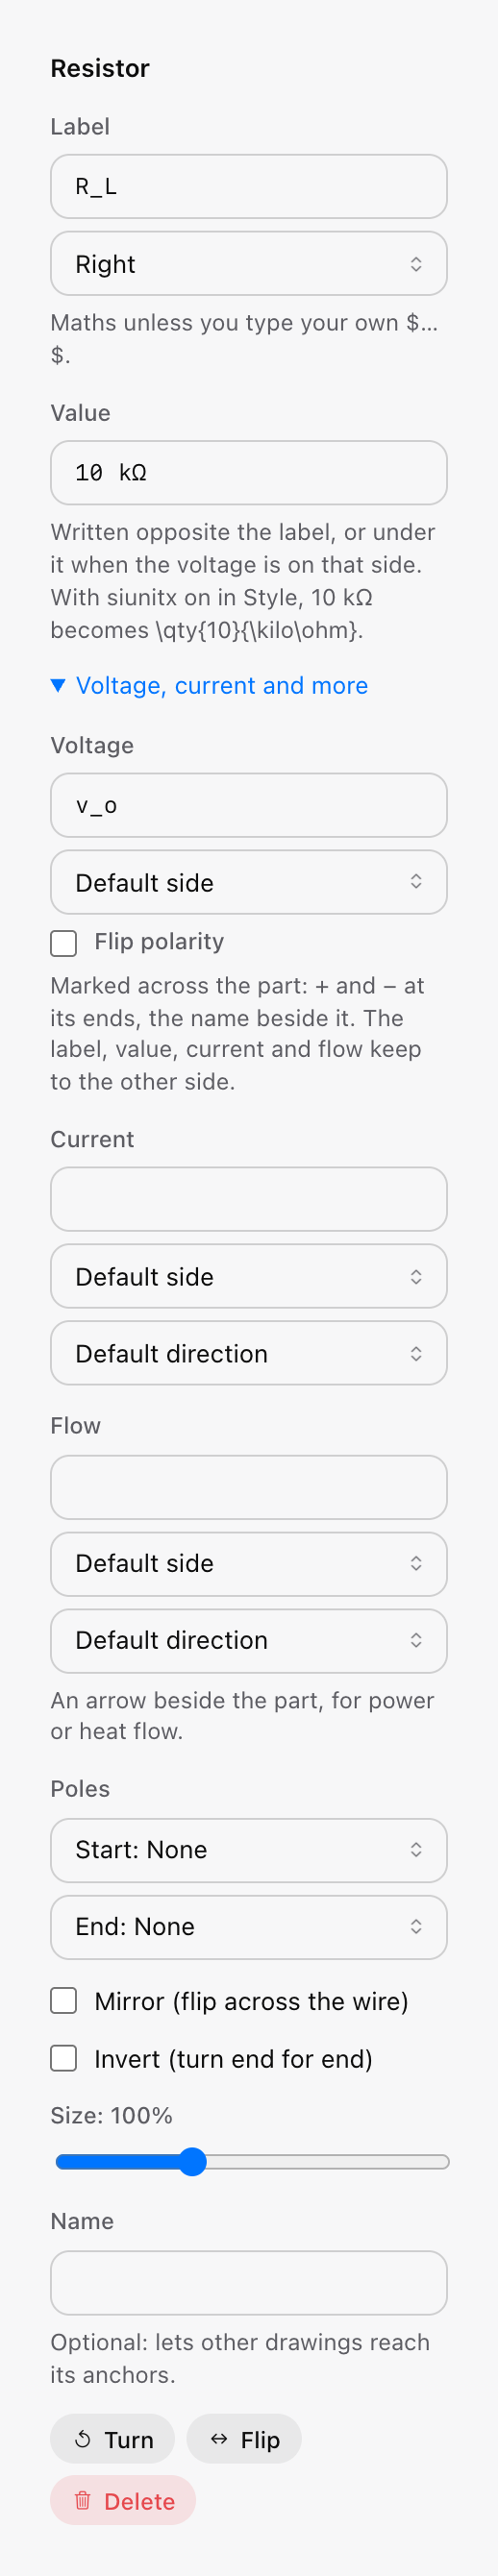 Resistor
Label
R_L
Right
Maths unless you type your own $…
$.
Value
10 kΩ
Written opposite the label, or under
it when the voltage is on that side.
With siunitx on in Style, 10 kΩ
becomes \qty{10}{\kilo\ohm}.
▼ Voltage, current and more
Voltage
v_o
Default side
Flip polarity
Marked across the part: + and − at
its ends, the name beside it. The
label, value, current and flow keep
to the other side.
Current
Default side
Default direction
Flow
Default side
Default direction
An arrow beside the part, for power
or heat flow.
Poles
Start: None
End: None
Mirror (flip across the wire)
Invert (turn end for end)
Size: 100%
Name
Optional: lets other drawings reach
its anchors.
Turn
Flip
Delete